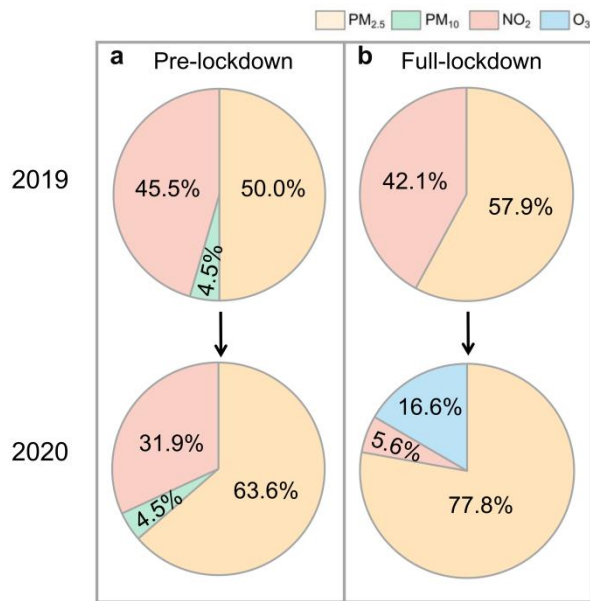 PM₂.₅ PM₁₀ NO₂ O₃
a Pre-lockdown b Full-lockdown
2019
45.5% 50.0% 4.5%
42.1% 57.9%
2020
31.9% 63.6% 4.5%
16.6% 5.6% 77.8%